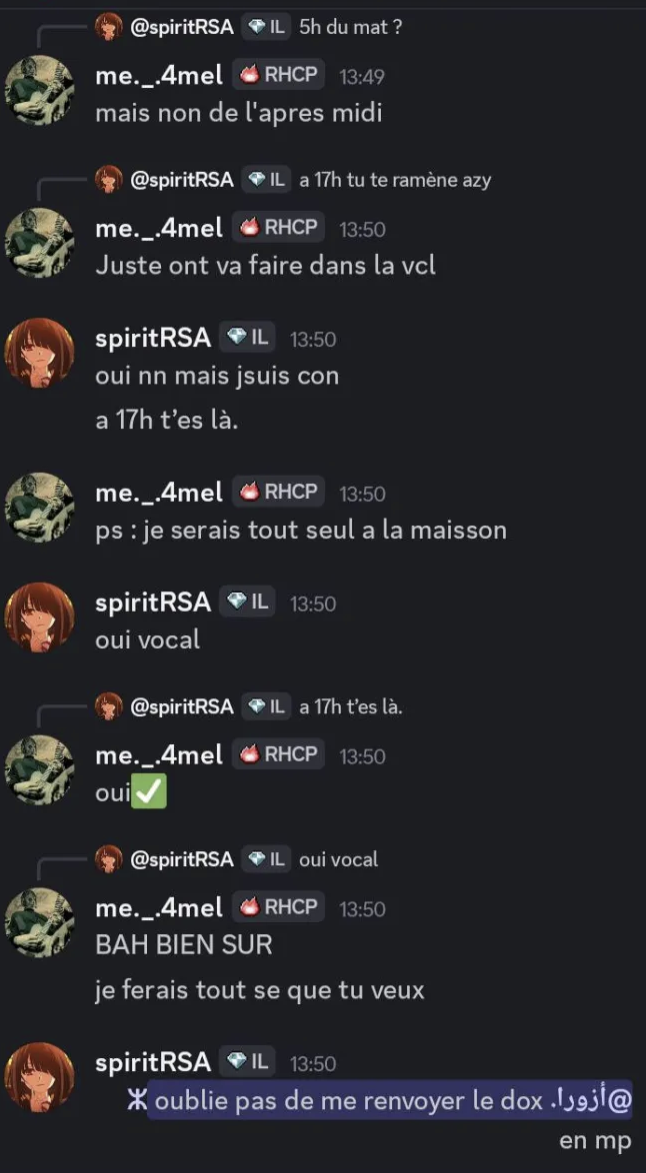 @spiritRSA 💎 IL 5h du mat ?
me._.4mel 🔥 RHCP 13:49
mais non de l'apres midi
@spiritRSA 💎 IL a 17h tu te ramène azy
me._.4mel 🔥 RHCP 13:50
Juste ont va faire dans la vcl
spiritRSA 💎 IL 13:50
oui nn mais jsuis con
a 17h t’es là.
me._.4mel 🔥 RHCP 13:50
ps : je serais tout seul a la maisson
spiritRSA 💎 IL 13:50
oui vocal
@spiritRSA 💎 IL a 17h t’es là.
me._.4mel 🔥 RHCP 13:50
oui✅
@spiritRSA 💎 IL oui vocal
me._.4mel 🔥 RHCP 13:50
BAH BIEN SUR
je ferais tout se que tu veux
spiritRSA 💎 IL 13:50
@أزورا. oublie pas de me renvoyer le dox ⵣ
en mp